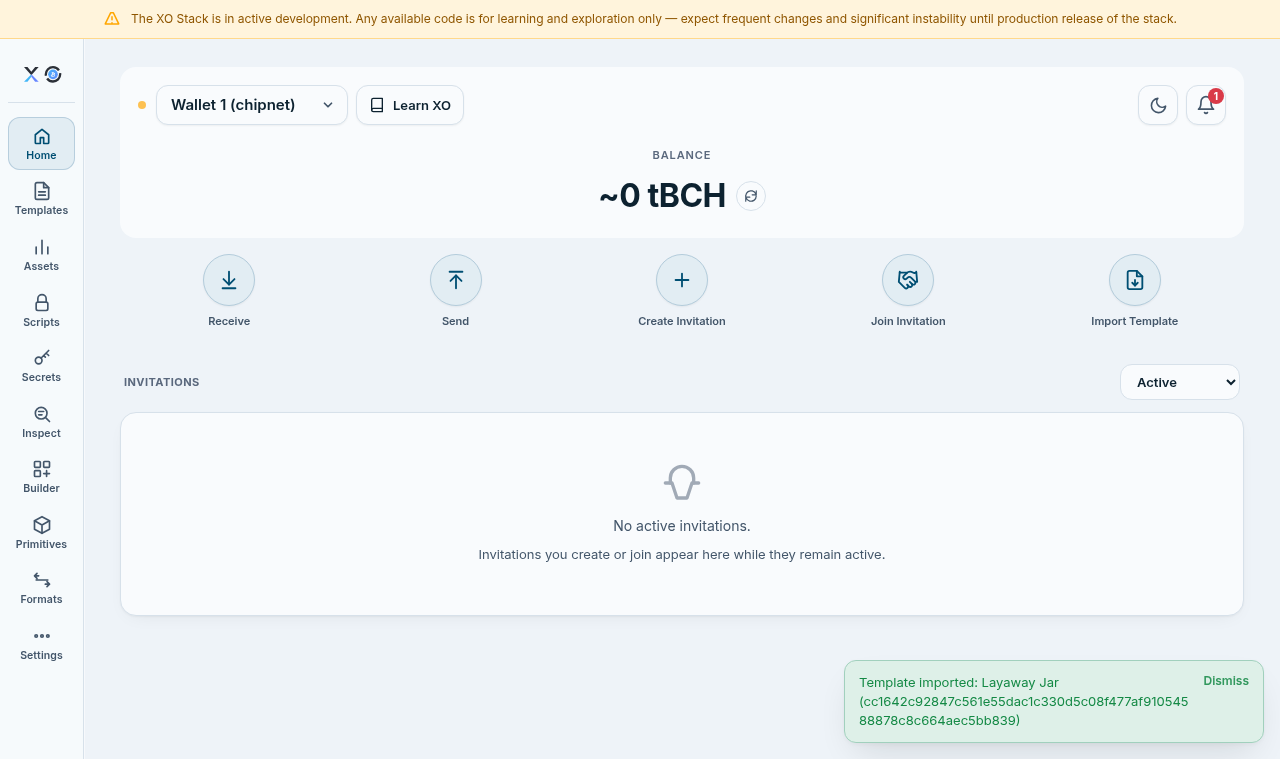 The XO Stack is in active development. Any available code is for learning and exploration only — expect frequent changes and significant instability until production release of the stack.
XO
Wallet 1 (chipnet)
Learn XO
1
BALANCE
~0 tBCH
Home
Templates
Assets
Scripts
Secrets
Inspect
Builder
Primitives
Formats
Settings
Receive
Send
Create Invitation
Join Invitation
Import Template
INVITATIONS
Active
No active invitations.
Invitations you create or join appear here while they remain active.
Template imported: Layaway Jar
Dismiss
(cc1642c92847c561e55dac1c330d5c08f477af910545
88878c8c664aec5bb839)